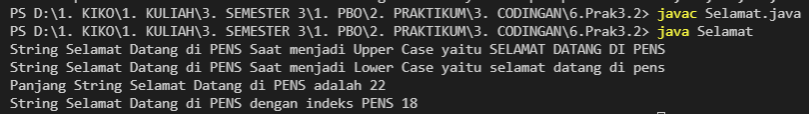 PS D:\1. KIKO\1. KULIAH\3. SEMESTER 3\1. PBO\2. PRAKTIKUM\3. CODINGAN\6.Prak3.2> javac Selamat.java
PS D:\1. KIKO\1. KULIAH\3. SEMESTER 3\1. PBO\2. PRAKTIKUM\3. CODINGAN\6.Prak3.2> java Selamat
String Selamat Datang di PENS Saat menjadi Upper Case yaitu SELAMAT DATANG DI PENS
String Selamat Datang di PENS Saat menjadi Lower Case yaitu selamat datang di pens
Panjang String Selamat Datang di PENS adalah 22
String Selamat Datang di PENS dengan indeks PENS 18